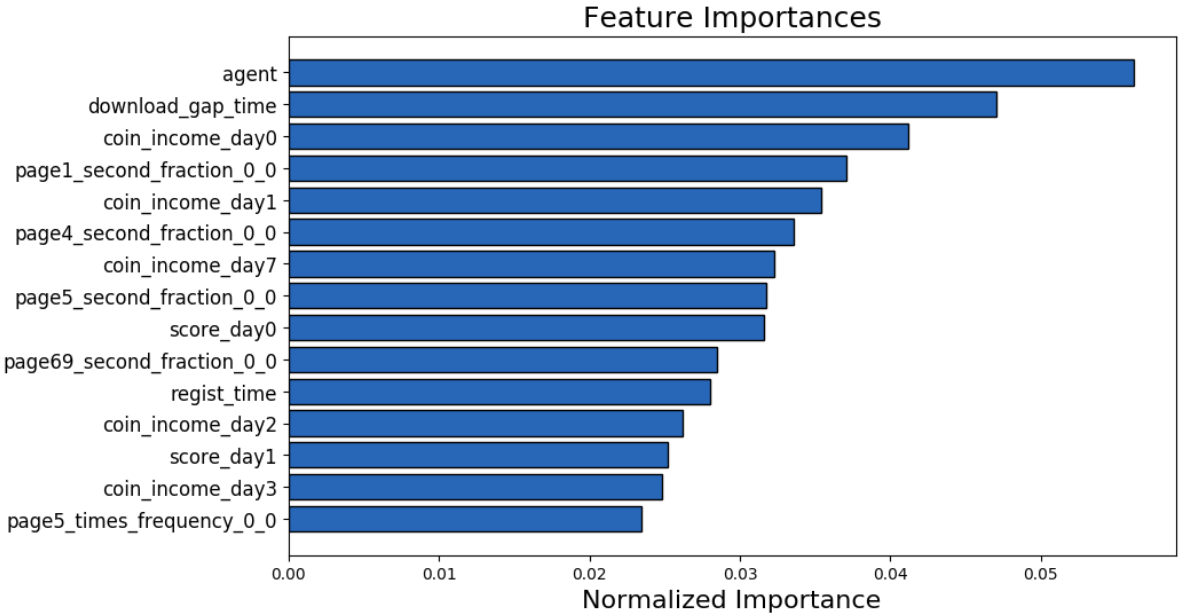 Feature Importances
agent
download_gap_time
coin_income_day0
page1_second_fraction_0_0
coin_income_day1
page4_second_fraction_0_0
coin_income_day7
page5_second_fraction_0_0
score_day0
page69_second_fraction_0_0
regist_time
coin_income_day2
score_day1
coin_income_day3
page5_times_frequency_0_0
0.00 0.01 0.02 0.03 0.04 0.05
Normalized Importance